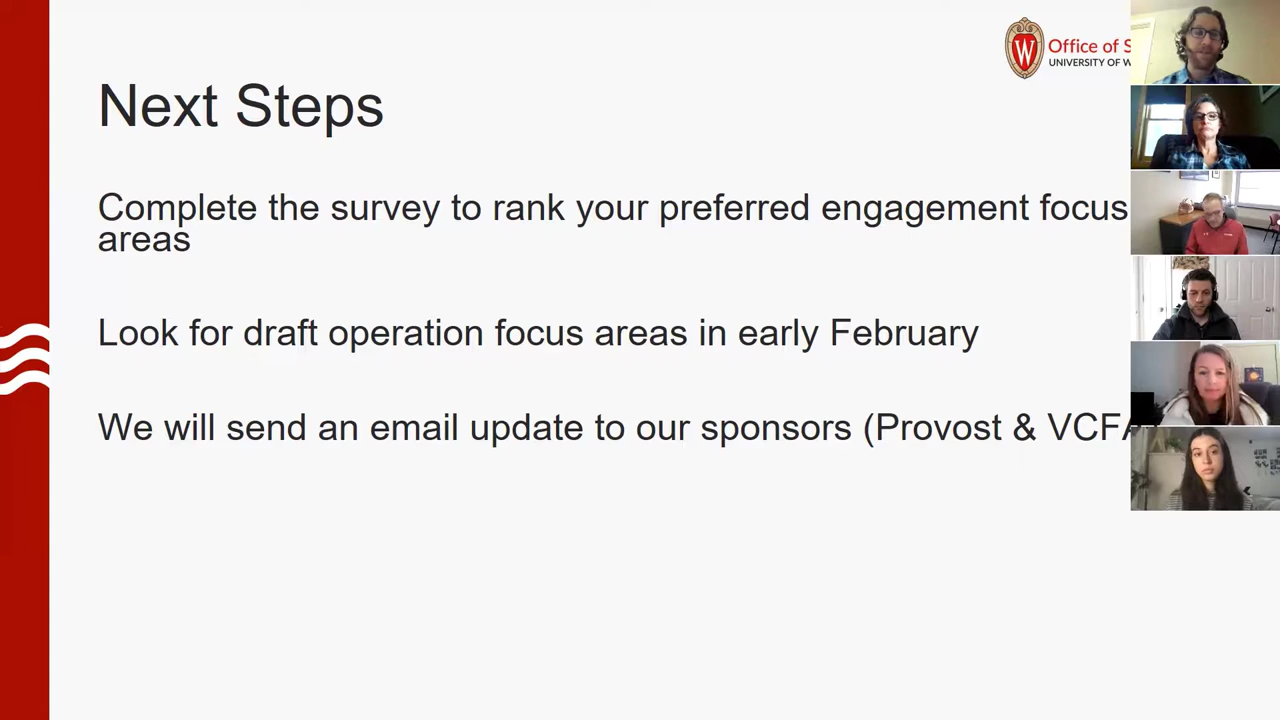 Office of
UNIVERSITY OF
Next Steps
Complete the survey to rank your preferred engagement focus
areas
Look for draft operation focus areas in early February
We will send an email update to our sponsors (Provost &